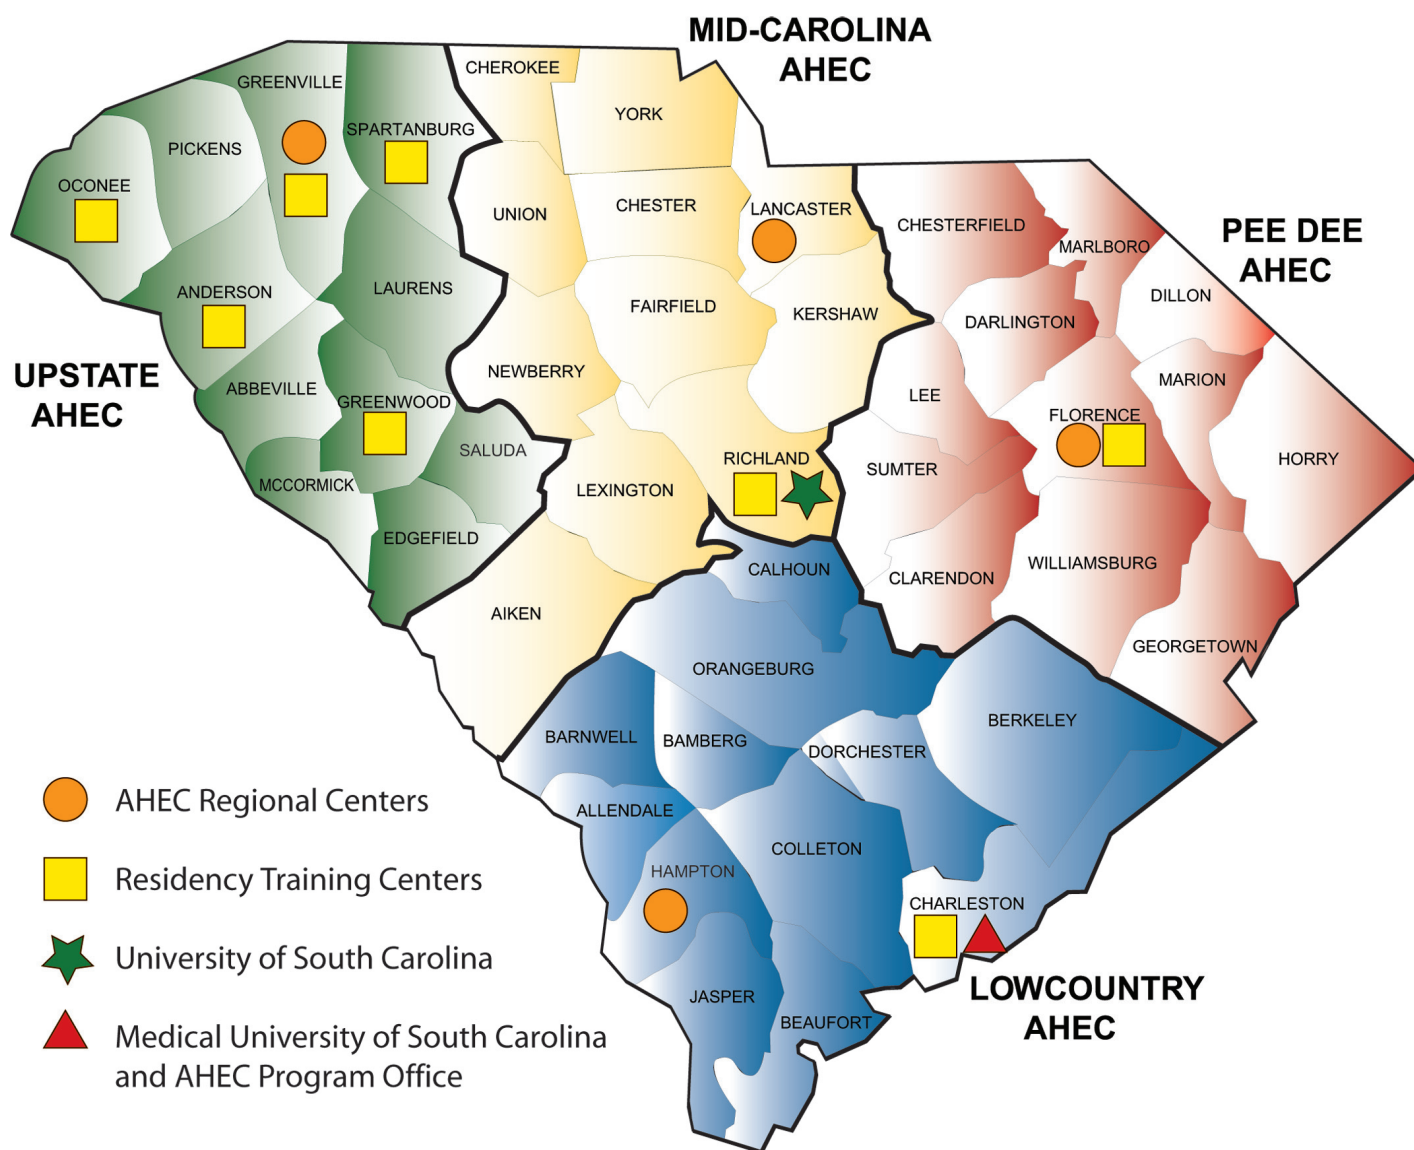 MID-CAROLINA
AHEC
CHEROKEE
GREENVILLE
YORK
SPARTANBURG
PICKENS
OCONEE
UNION
CHESTER
LANCASTER
CHESTERFIELD
MARLBORO
PEE DEE
AHEC
ANDERSON
LAURENS
FAIRFIELD
KERSHAW
DARLINGTON
DILLON
UPSTATE
AHEC
ABBEVILLE
NEWBERRY
GREENWOOD
LEE
MARION
FLORENCE
SALUDA
RICHLAND
SUMTER
HORRY
MCCORMICK
LEXINGTON
EDGEFIELD
CALHOUN
CLARENDON
WILLIAMSBURG
AIKEN
ORANGEBURG
GEORGETOWN
BARNWELL
BAMBERG
DORCHESTER
BERKELEY
ALLENDALE
COLLETON
HAMPTON
CHARLESTON
JASPER
BEAUFORT
LOWCOUNTRY
AHEC
AHEC Regional Centers
Residency Training Centers
University of South Carolina
Medical University of South Carolina
and AHEC Program Office